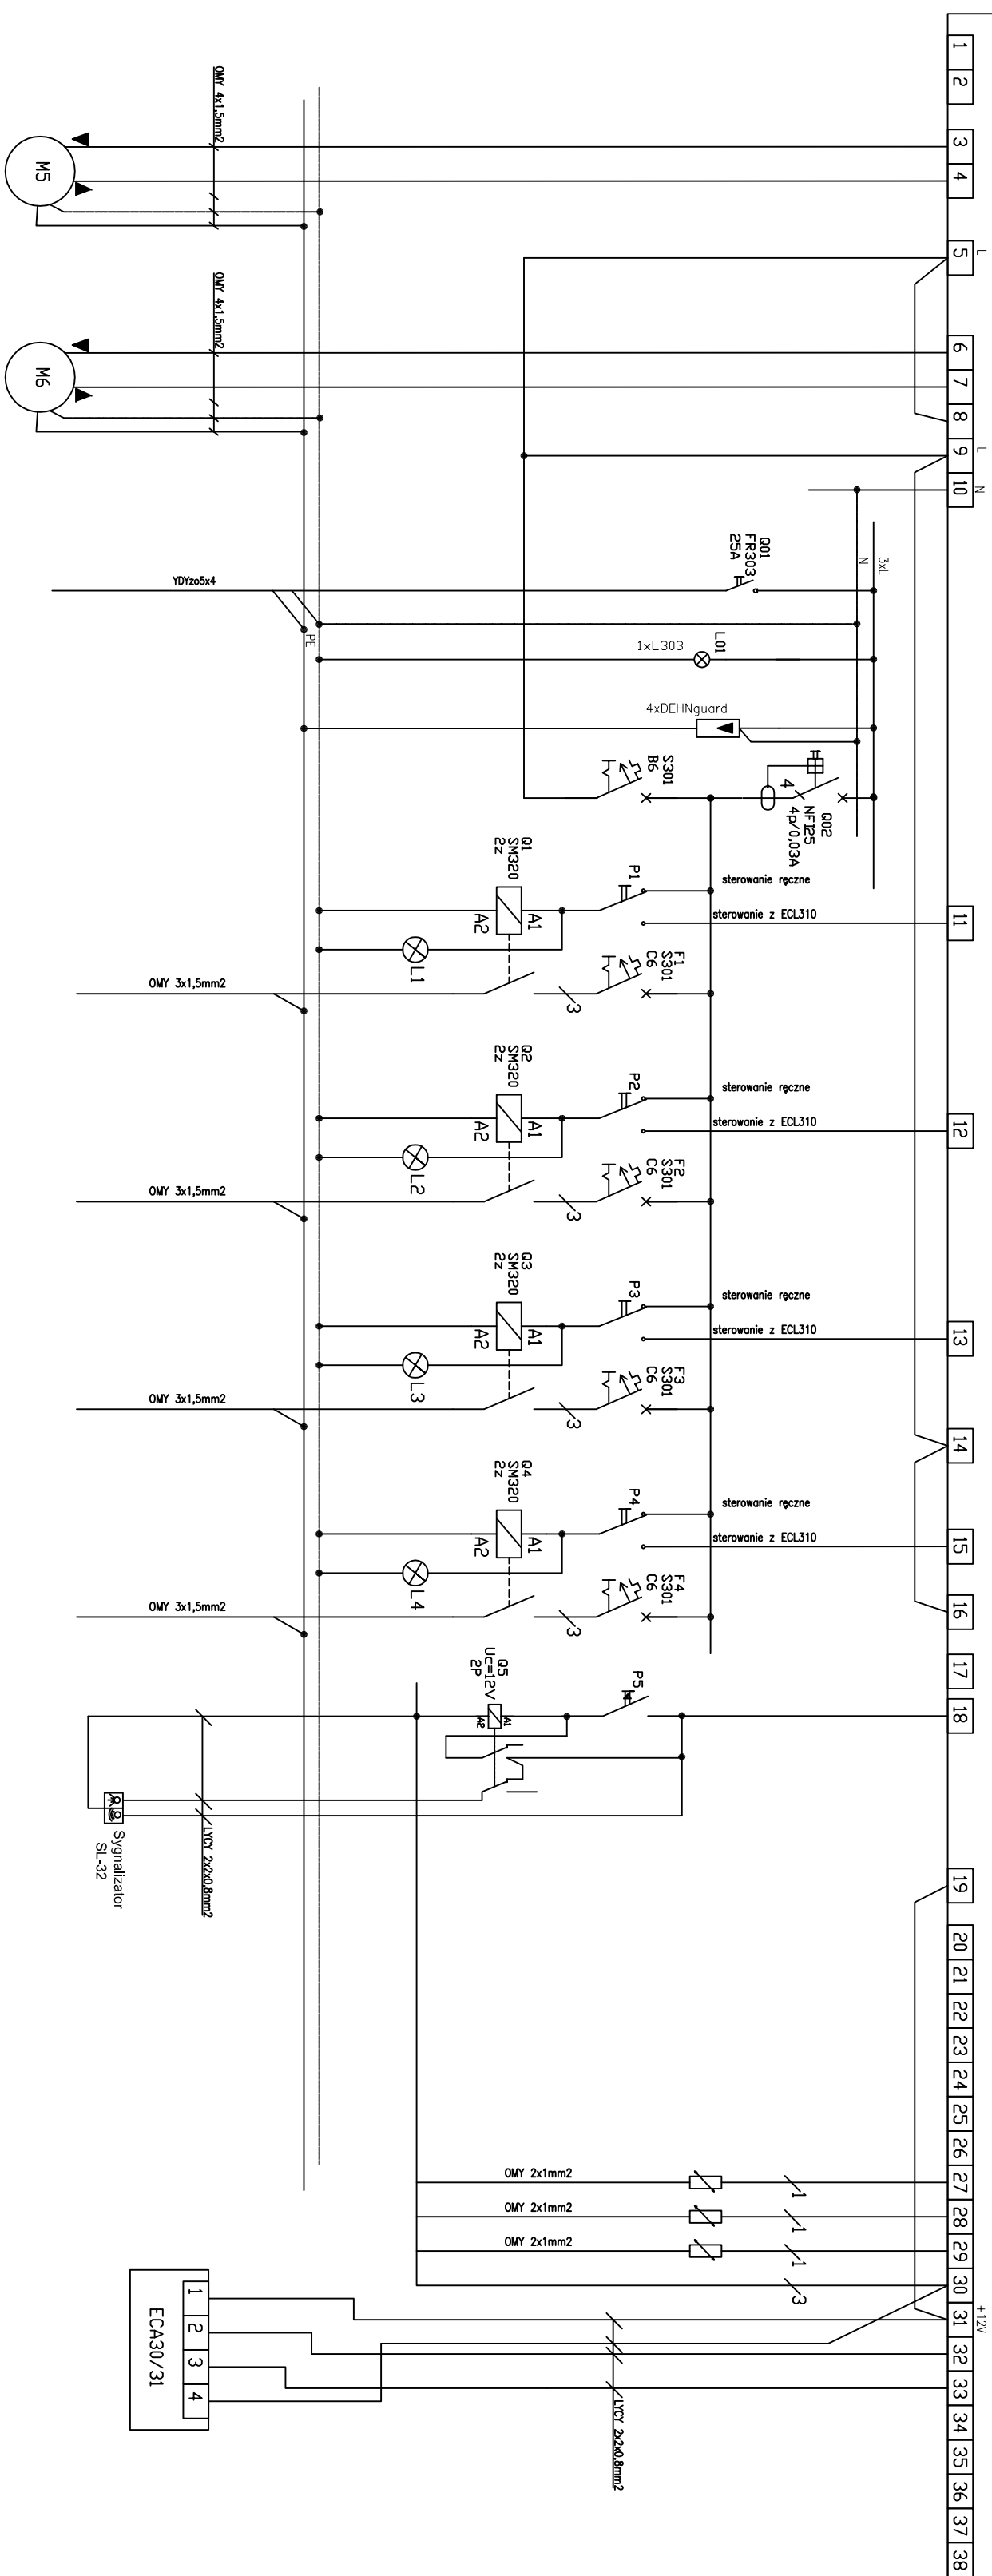 1
2
3
4
5
L
6
7
8
9
L
10
N
11
12
13
14
15
16
17
18
19
20
21
22
23
24
25
26
27
28
29
30
31
+12V
32
33
34
35
36
37
38
OMY 4x1,5mm2
M5
OMY 4x1,5mm2
M6
3xL
N
Q01
FR303
25A
YDYżo5x4
PE
L01
1xL303
4xDEHNguard
S301
B6
4
Q02
NFI25
4p/0,03A
Q1
SM320
2z
A1
A2
P1
sterowanie ręczne
sterowanie z ECL310
L1
F1
S301
C6
3
OMY 3x1,5mm2
Q2
SM320
2z
A1
A2
P2
sterowanie ręczne
sterowanie z ECL310
L2
F2
S301
C6
3
OMY 3x1,5mm2
Q3
SM320
2z
A1
A2
P3
sterowanie ręczne
sterowanie z ECL310
L3
F3
S301
C6
3
OMY 3x1,5mm2
Q4
SM320
2z
A1
A2
P4
sterowanie ręczne
sterowanie z ECL310
L4
F4
S301
C6
3
OMY 3x1,5mm2
Q5
Uc=12V
2P
A1
A2
P5
LYCY 2x2x0,8mm2
Sygnalizator
SL-32
OMY 2x1mm2
1
OMY 2x1mm2
1
OMY 2x1mm2
1
3
LYCY 2x2x0,8mm2
1
2
3
4
ECA30/31